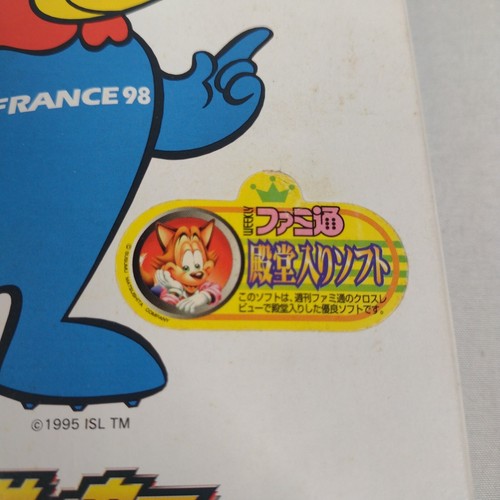 FRANCE 98
WEEKLY
ファミ通
殿堂入りソフト
このソフトは、週刊ファミ通のクロスレ
ビューで殿堂入りした優良ソフトです。
©1995 ISL TM